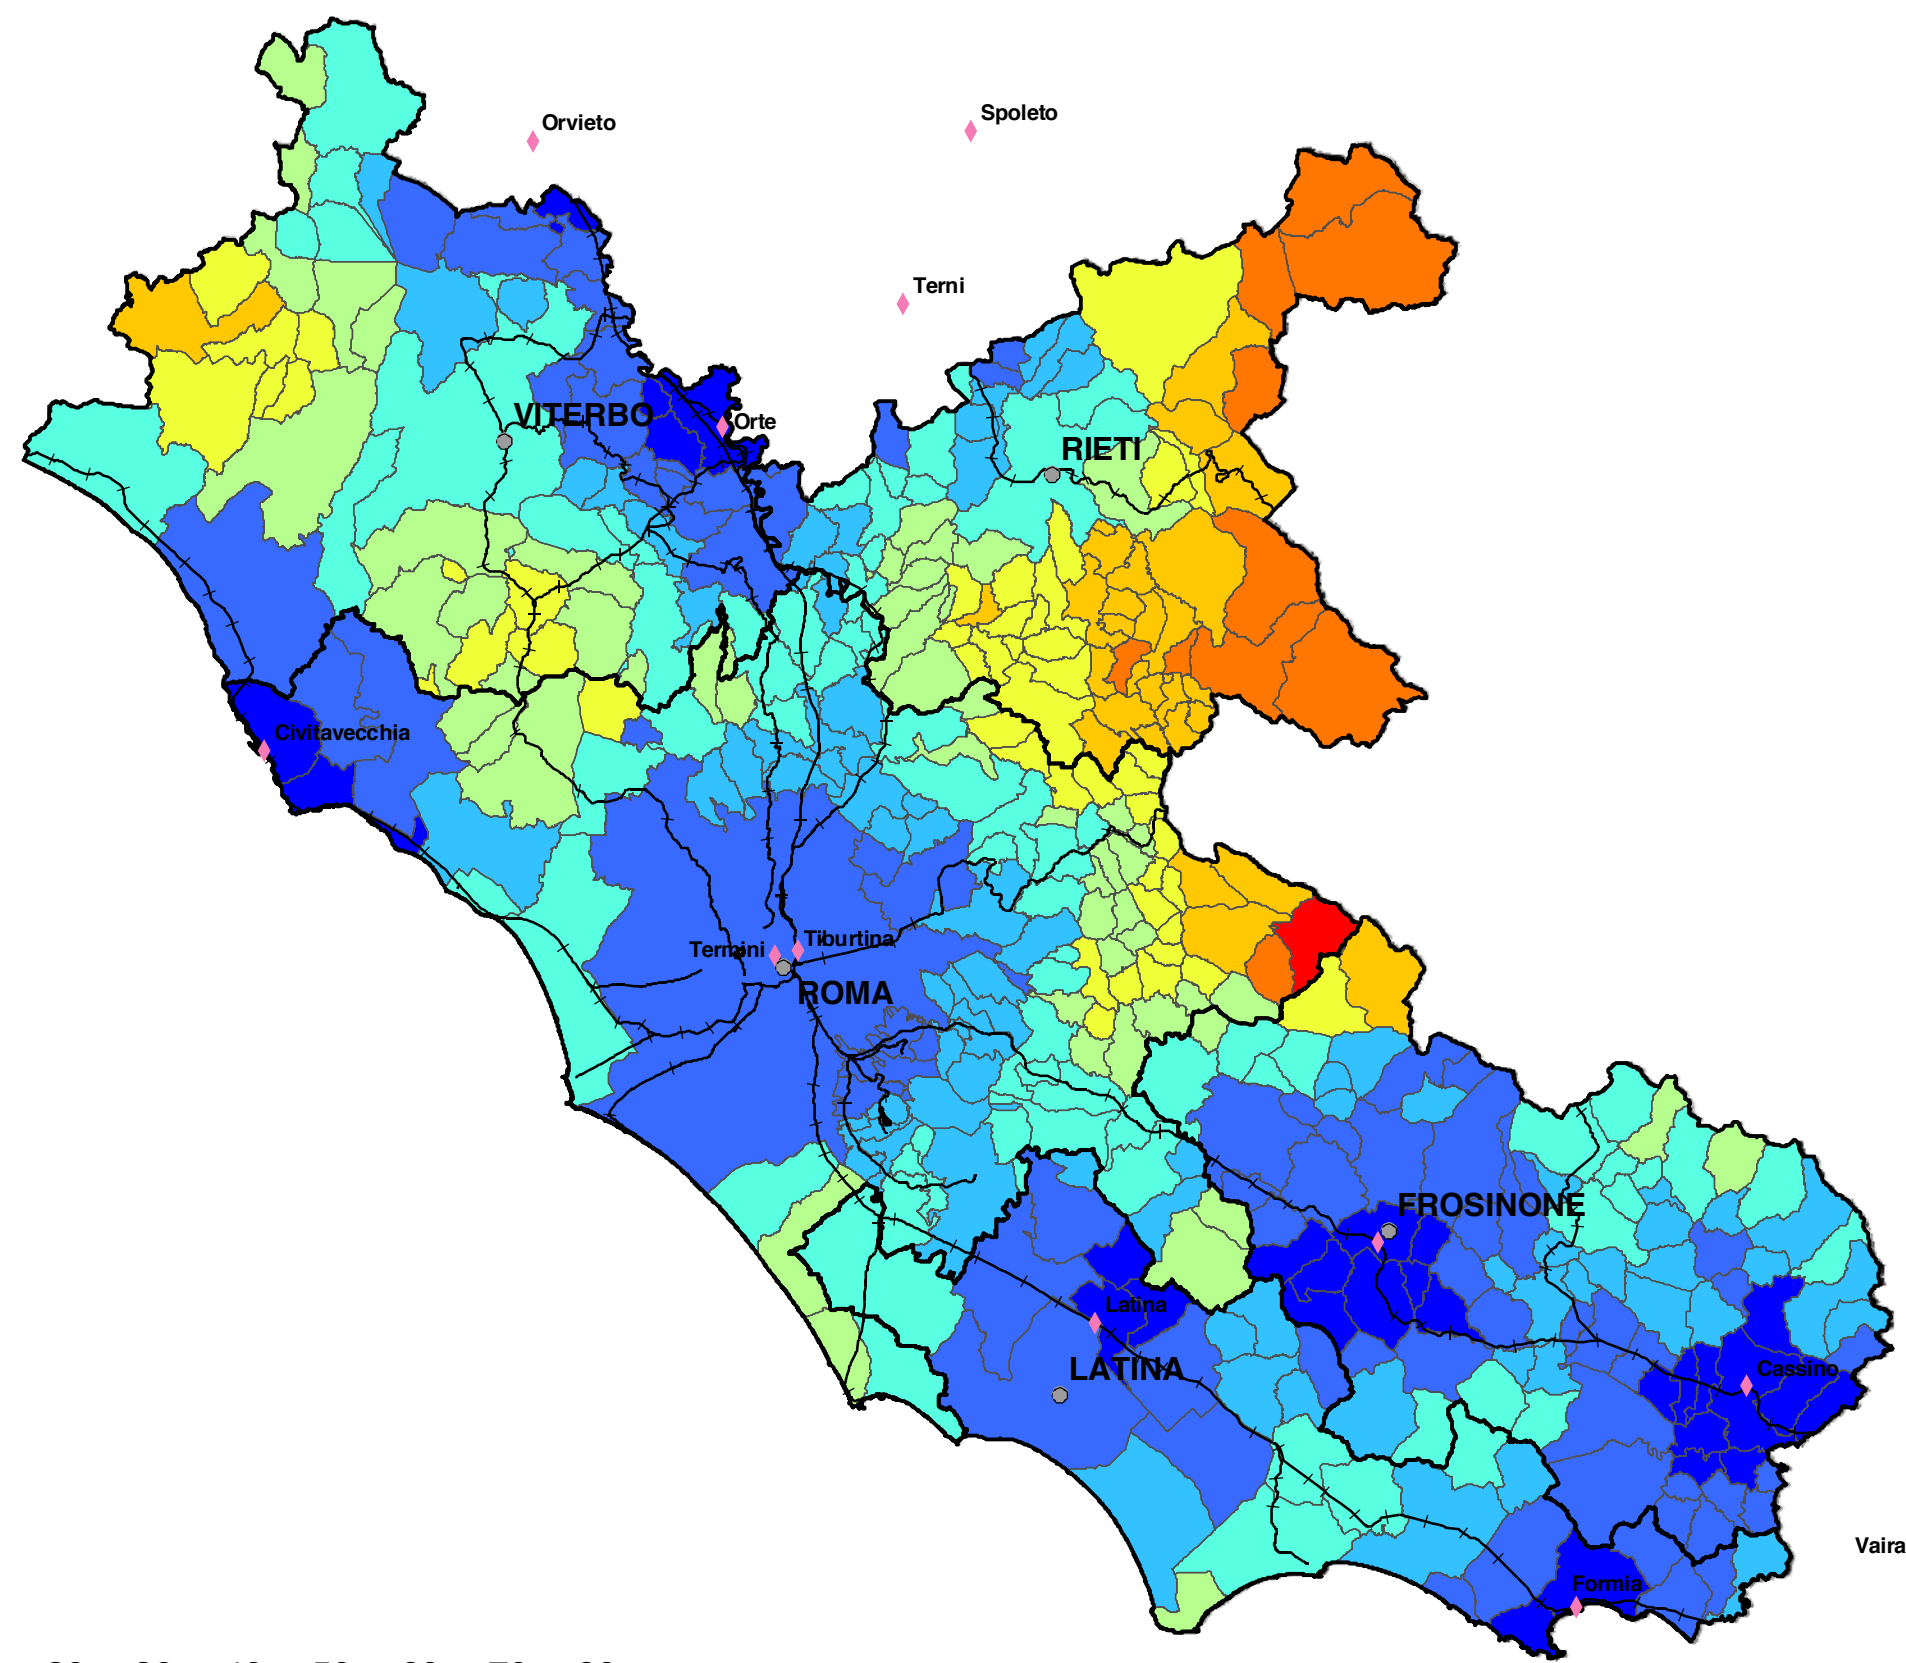 Orvieto
Spoleto
Terni
VITERBO
Orte
RIETI
Civitavecchia
Termini
Tiburtina
ROMA
FROSINONE
Latina
LATINA
Cassino
Vaira
Formia